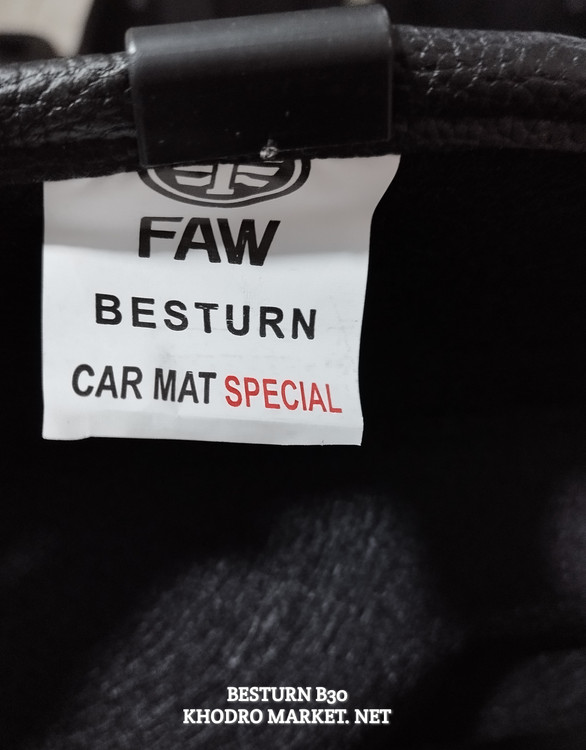 FAW
BESTURN
CAR MAT SPECIAL
BESTURN B30
KHODRO MARKET. NET